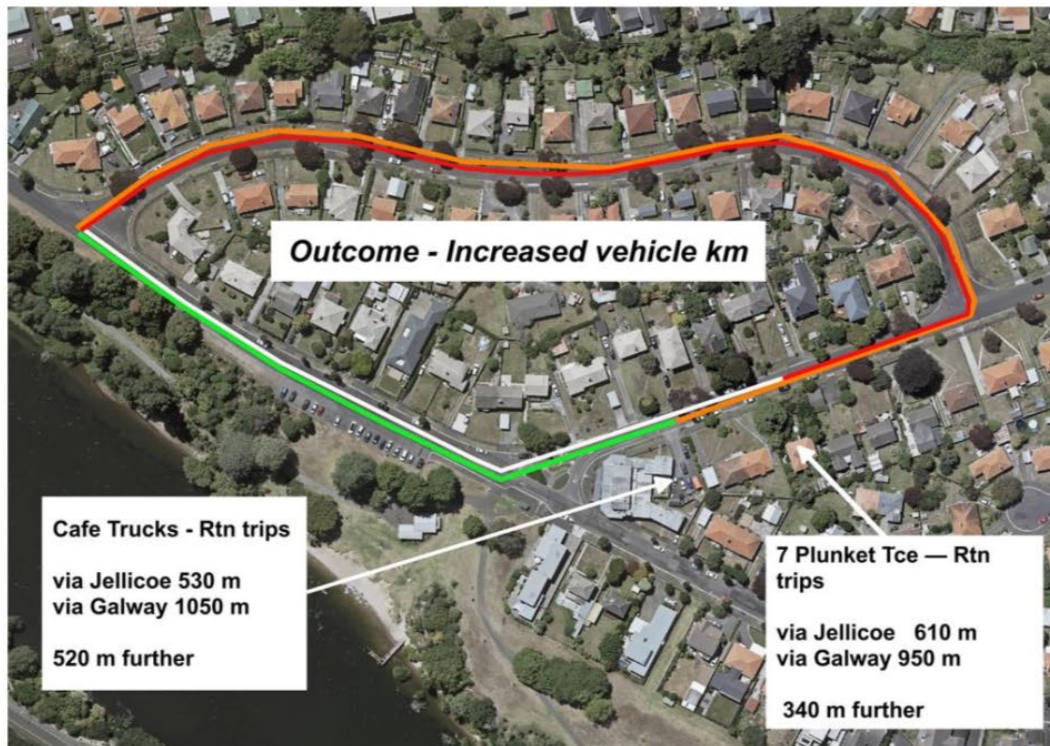 Outcome - Increased vehicle km
Cafe Trucks - Rtn trips
via Jellicoe 530 m
via Galway 1050 m
520 m further
7 Plunket Tce — Rtn
trips
via Jellicoe 610 m
via Galway 950 m
340 m further